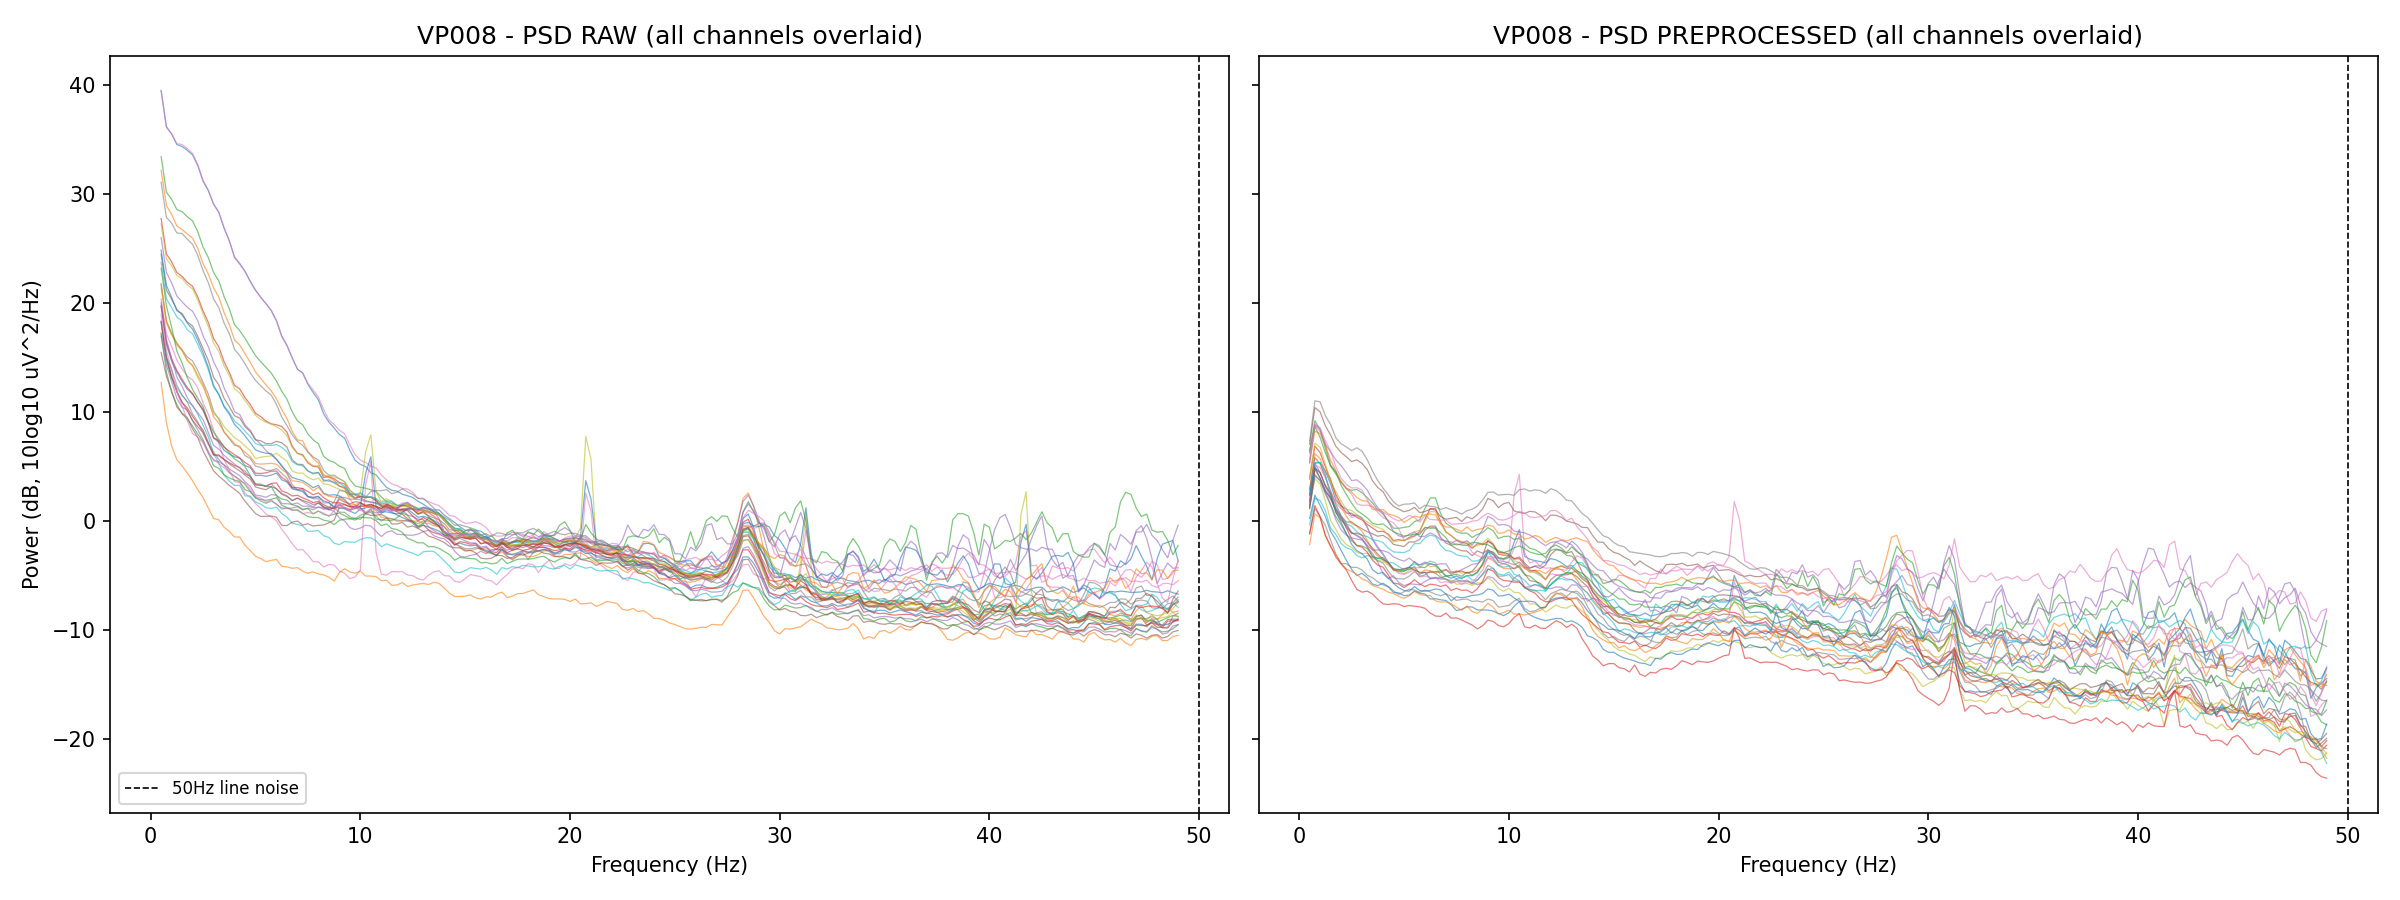 VP008 - PSD RAW (all channels overlaid)
VP008 - PSD PREPROCESSED (all channels overlaid)
Power (dB, 10log10 uV^2/Hz)
40
30
20
10
0
−10
−20
50Hz line noise
0 10 20 30 40 50
0 10 20 30 40 50
Frequency (Hz)
Frequency (Hz)